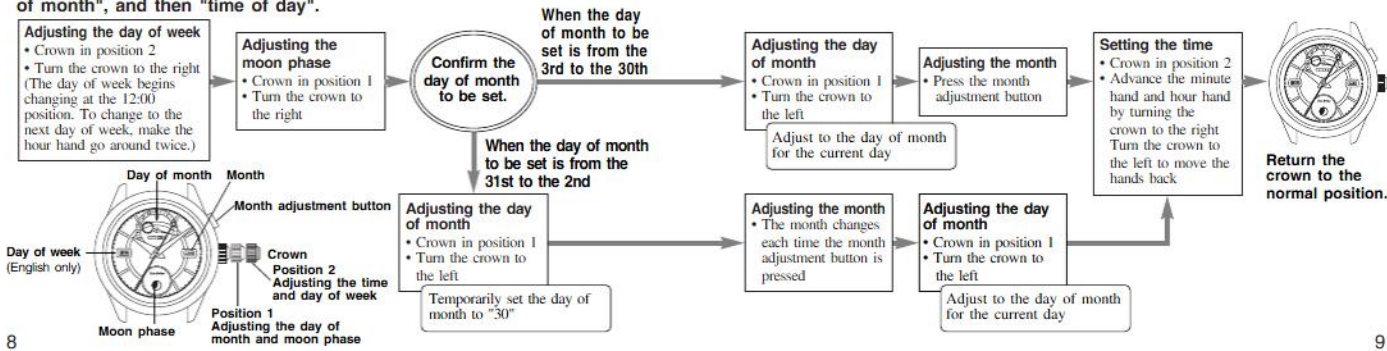 of month", and then "time of day".
Adjusting the day of week
• Crown in position 2
• Turn the crown to the right
(The day of week begins
changing at the 12:00
position. To change to the
next day of week, make the
hour hand go around twice.)
Adjusting the
moon phase
• Crown in position 1
• Turn the crown to
the right
Confirm the
day of month
to be set.
When the day
of month to be
set is from the
3rd to the 30th
Adjusting the day
of month
• Crown in position 1
• Turn the crown to
the left
Adjust to the day of month
for the current day
Adjusting the month
• Press the month
adjustment button
Setting the time
• Crown in position 2
• Advance the minute
hand and hour hand
by turning the
crown to the right
Turn the crown to
the left to move the
hands back
Return the
crown to the
normal position.
When the day of month
to be set is from the
31st to the 2nd
Adjusting the day
of month
• Crown in position 1
• Turn the crown to
the left
Temporarily set the day of
month to "30"
Adjusting the month
• The month changes
each time the month
adjustment button is
pressed
Adjusting the day
of month
• Crown in position 1
• Turn the crown to
the left
Adjust to the day of month
for the current day
Day of month
Month
Month adjustment button
Day of week
(English only)
Crown
Position 2
Adjusting the time
and day of week
Position 1
Adjusting the day of
month and moon phase
Moon phase
8
9